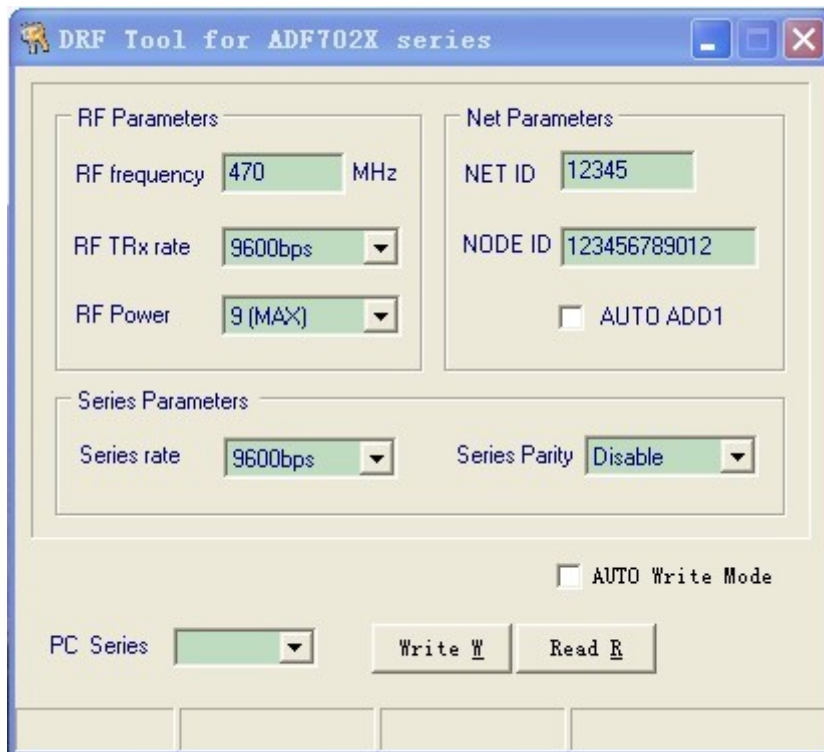 DRF Tool for ADF702X series
RF Parameters
RF frequency 470 MHz
RF TRx rate 9600bps
RF Power 9 (MAX)
Net Parameters
NET ID 12345
NODE ID 123456789012
AUTO ADD1
Series Parameters
Series rate 9600bps Series Parity Disable
AUTO Write Mode
PC Series Write W Read R